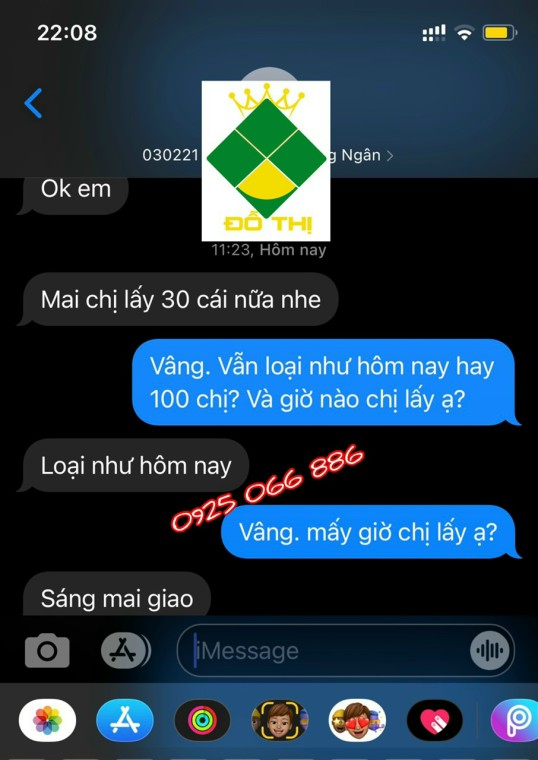 22:08
030221
g Ngân
ĐỖ THỊ
Ok em
11:23, Hôm nay
Mai chị lấy 30 cái nữa nhe
Vâng. Vẫn loại như hôm nay hay
100 chị? Và giờ nào chị lấy ạ?
Loại như hôm nay
0925 066 886
Vâng. mấy giờ chị lấy ạ?
Sáng mai giao
iMessage